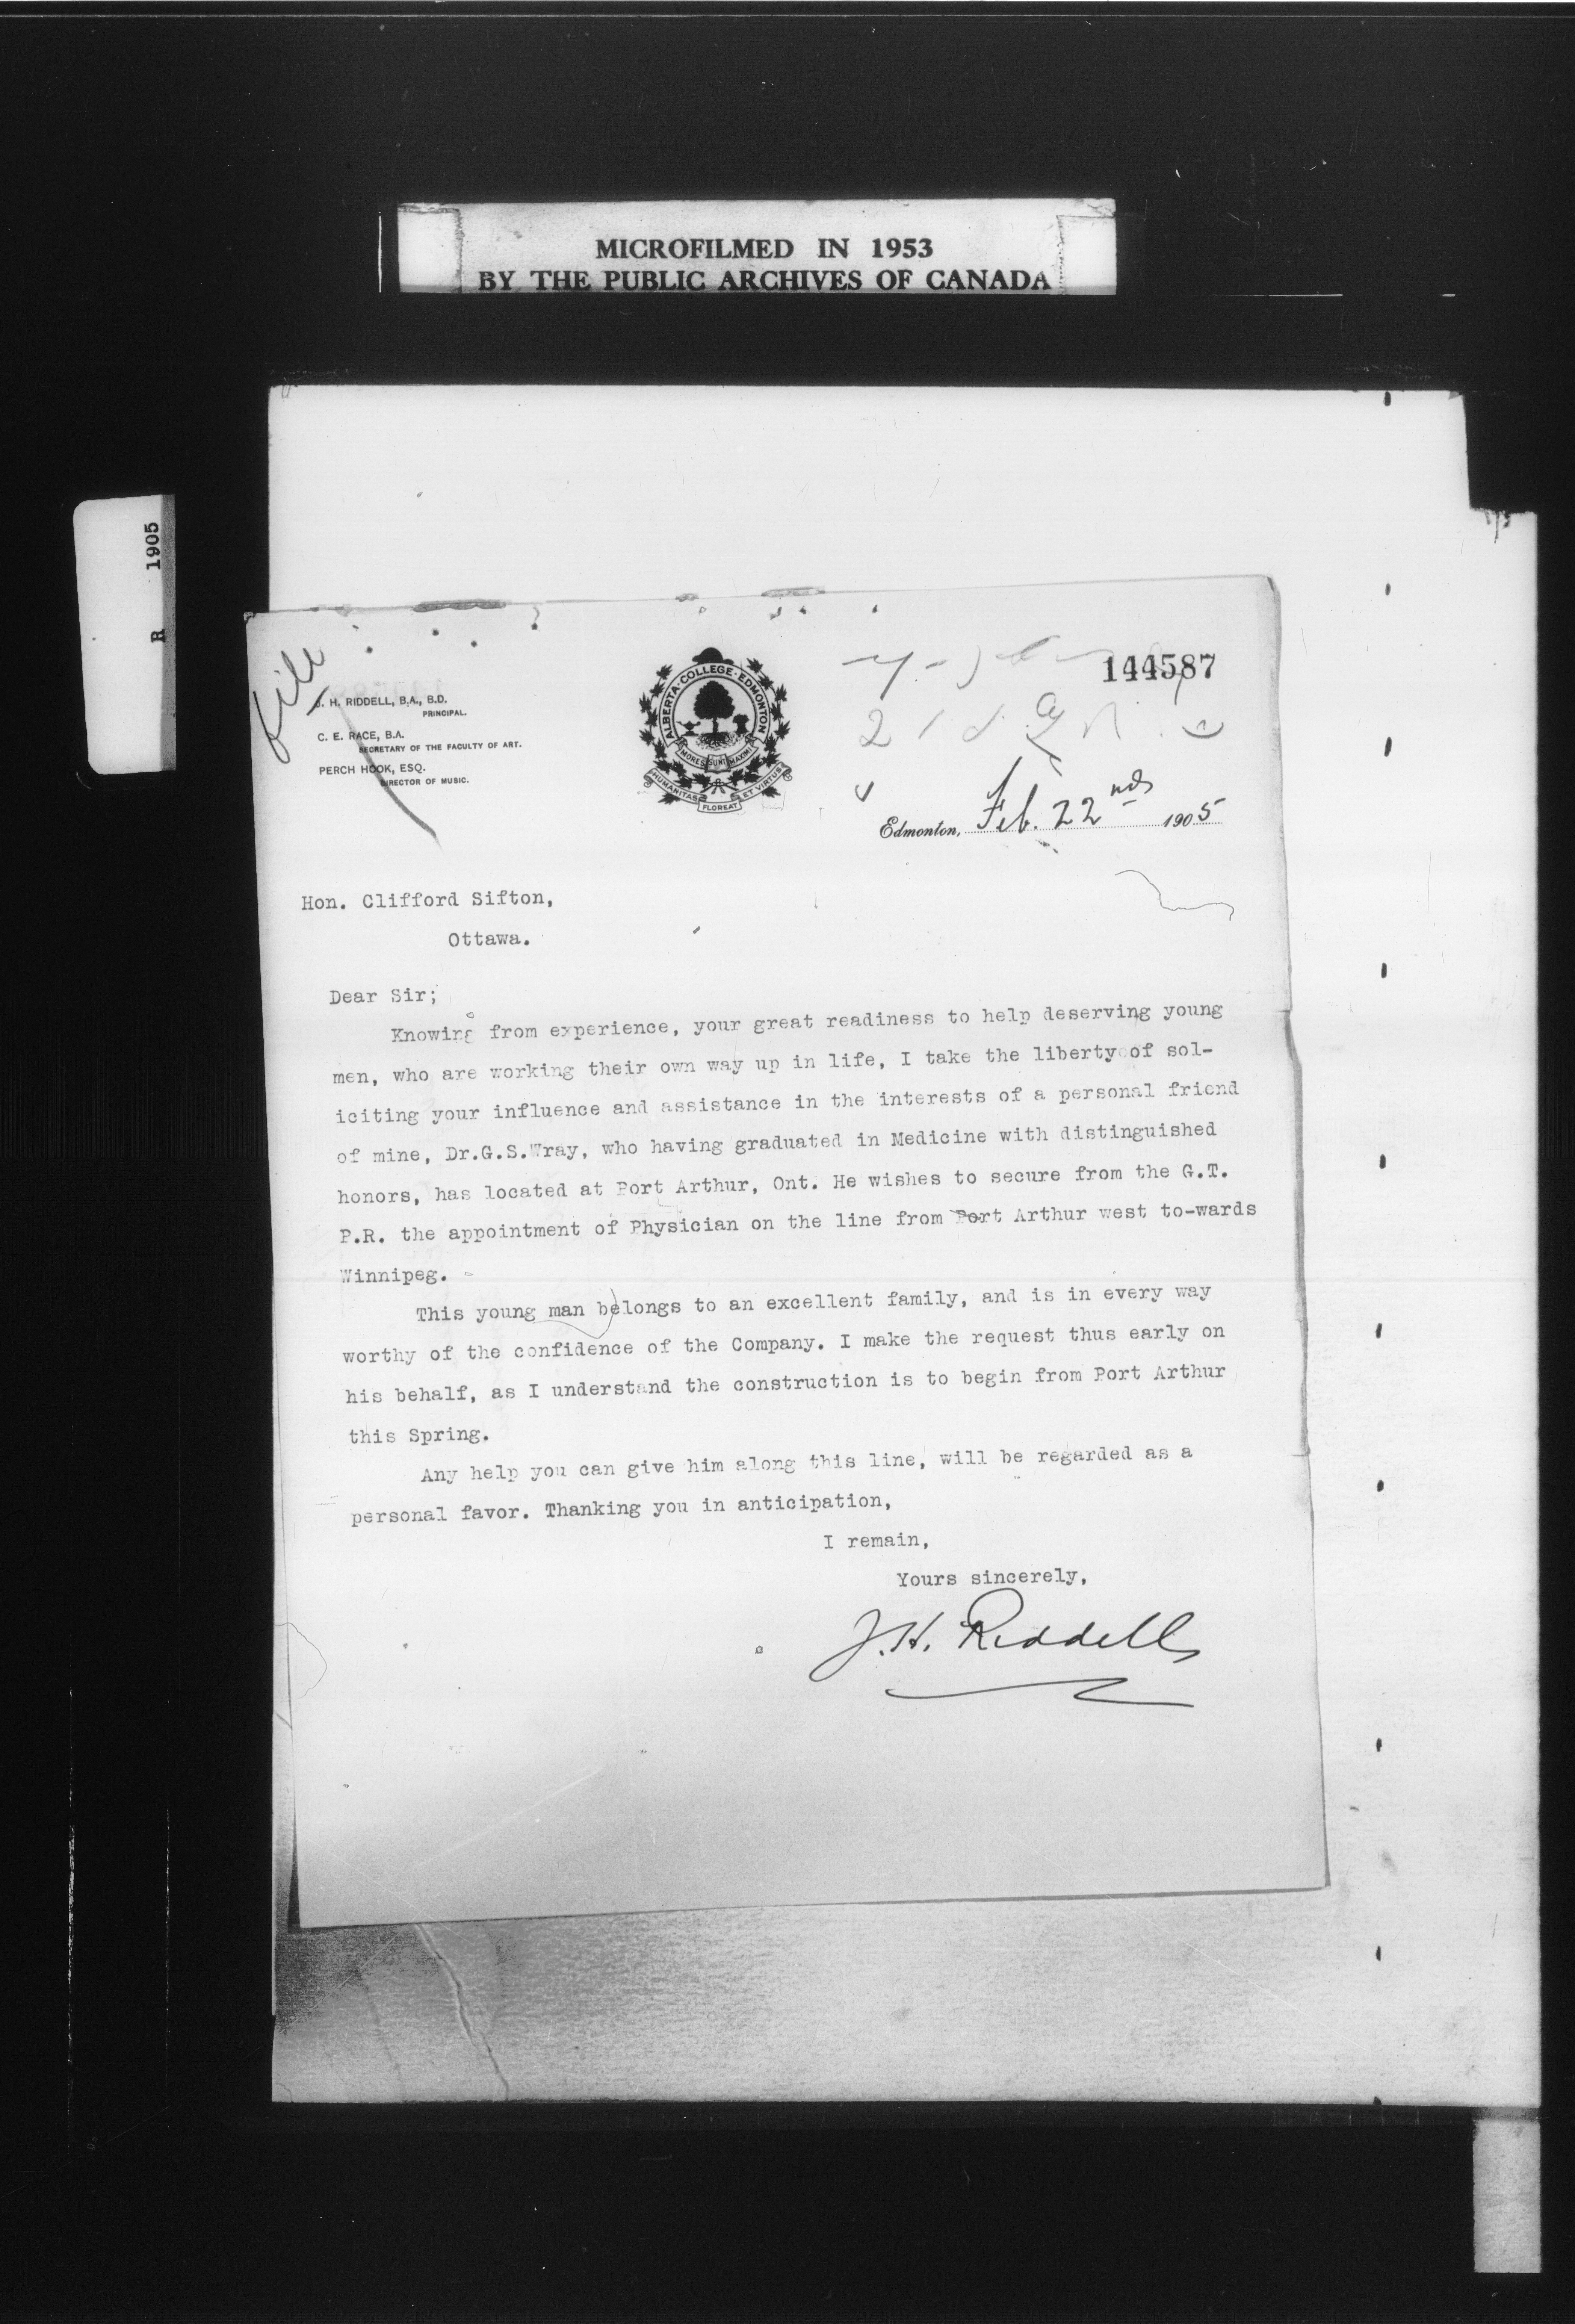 MICROFILMED IN 1953
BY THE PUBLIC ARCHIVES OF CANADA
R 1905
File
144587
J. H. RIDDELL, B.A., B.D.
PRINCIPAL.
C. E. RACE, B.A.
SECRETARY OF THE FACULTY OF ART.
PERCH HOOK, ESQ.
DIRECTOR OF MUSIC.
ALBERTA·COLLEGE·EDMONTON
MORES SUNT MAXIMI
HUMANITAS FLOREAT ET VIRTUS
Edmonton, Feb. 22nd 1905
Hon. Clifford Sifton,
Ottawa.
Dear Sir;
Knowing from experience, your great readiness to help deserving young
men, who are working their own way up in life, I take the liberty of sol-
iciting your influence and assistance in the interests of a personal friend
of mine, Dr.G.S.Wray, who having graduated in Medicine with distinguished
honors, has located at Port Arthur, Ont. He wishes to secure from the G.T.
P.R. the appointment of Physician on the line from Port Arthur west to-wards
Winnipeg.
This young man belongs to an excellent family, and is in every way
worthy of the confidence of the Company. I make the request thus early on
his behalf, as I understand the construction is to begin from Port Arthur
this Spring.
Any help you can give him along this line, will be regarded as a
personal favor. Thanking you in anticipation,
I remain,
Yours sincerely,
J.H. Riddell